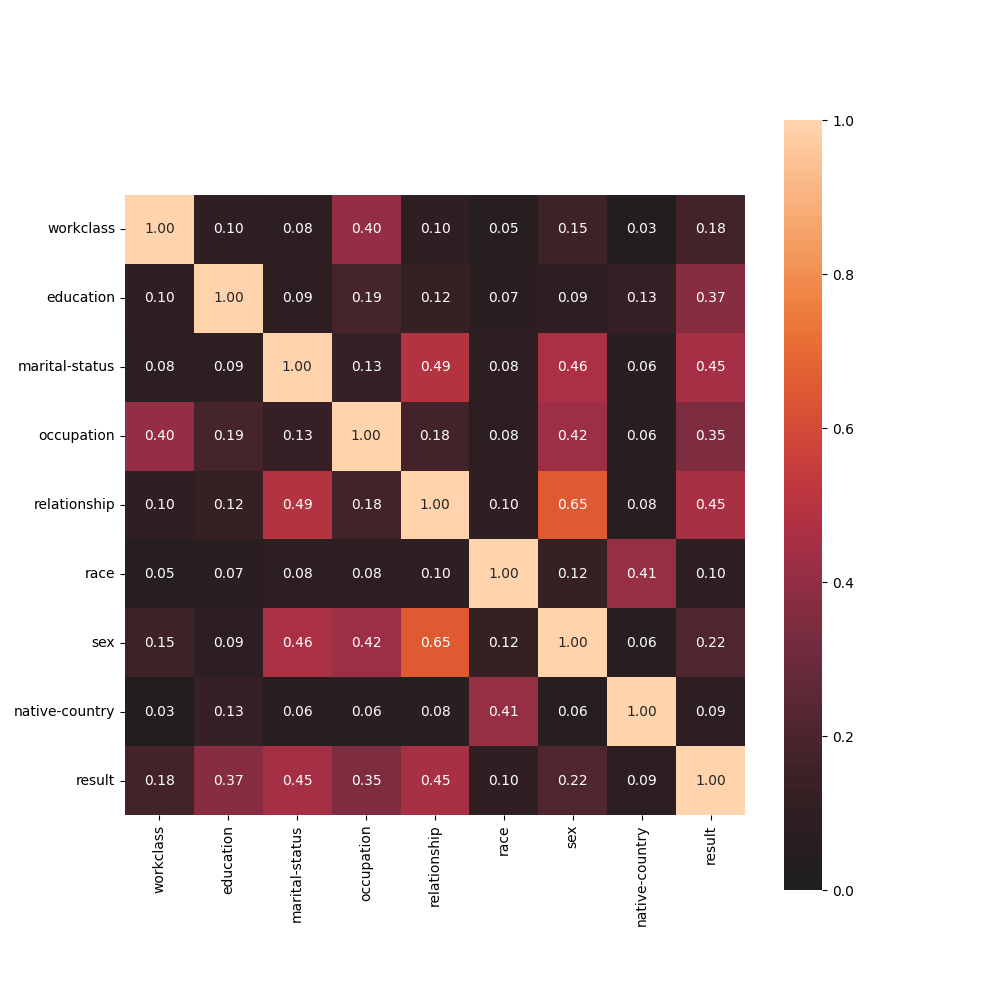 workclass 1.00 0.10 0.08 0.40 0.10 0.05 0.15 0.03 0.18
education 0.10 1.00 0.09 0.19 0.12 0.07 0.09 0.13 0.37
marital-status 0.08 0.09 1.00 0.13 0.49 0.08 0.46 0.06 0.45
occupation 0.40 0.19 0.13 1.00 0.18 0.08 0.42 0.06 0.35
relationship 0.10 0.12 0.49 0.18 1.00 0.10 0.65 0.08 0.45
race 0.05 0.07 0.08 0.08 0.10 1.00 0.12 0.41 0.10
sex 0.15 0.09 0.46 0.42 0.65 0.12 1.00 0.06 0.22
native-country 0.03 0.13 0.06 0.06 0.08 0.41 0.06 1.00 0.09
result 0.18 0.37 0.45 0.35 0.45 0.10 0.22 0.09 1.00
workclass
education
marital-status
occupation
relationship
race
sex
native-country
result
1.0
0.8
0.6
0.4
0.2
0.0